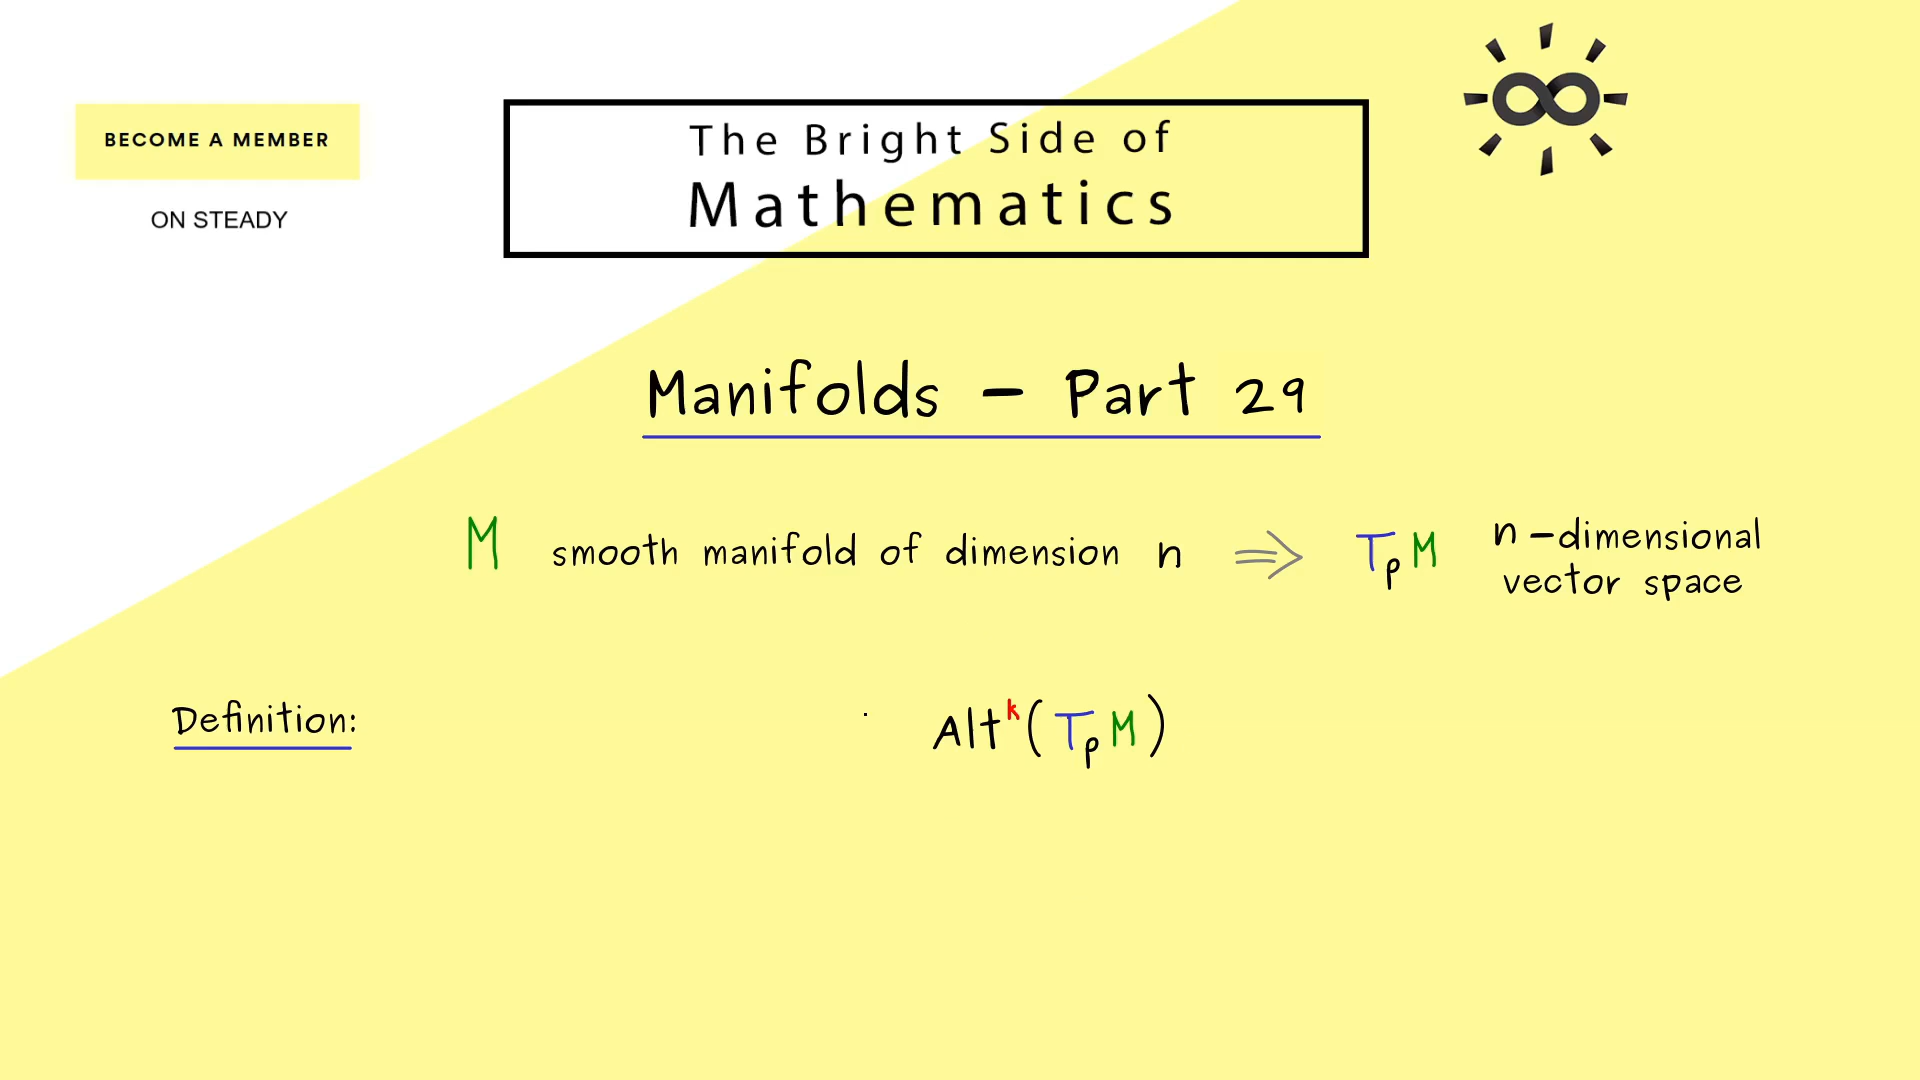 BECOME A MEMBER
ON STEADY
The Bright Side of
Mathematics
Manifolds - Part 29
M smooth manifold of dimension n ⇒ TₚM n-dimensional
vector space
Definition: Altᵏ(TₚM)